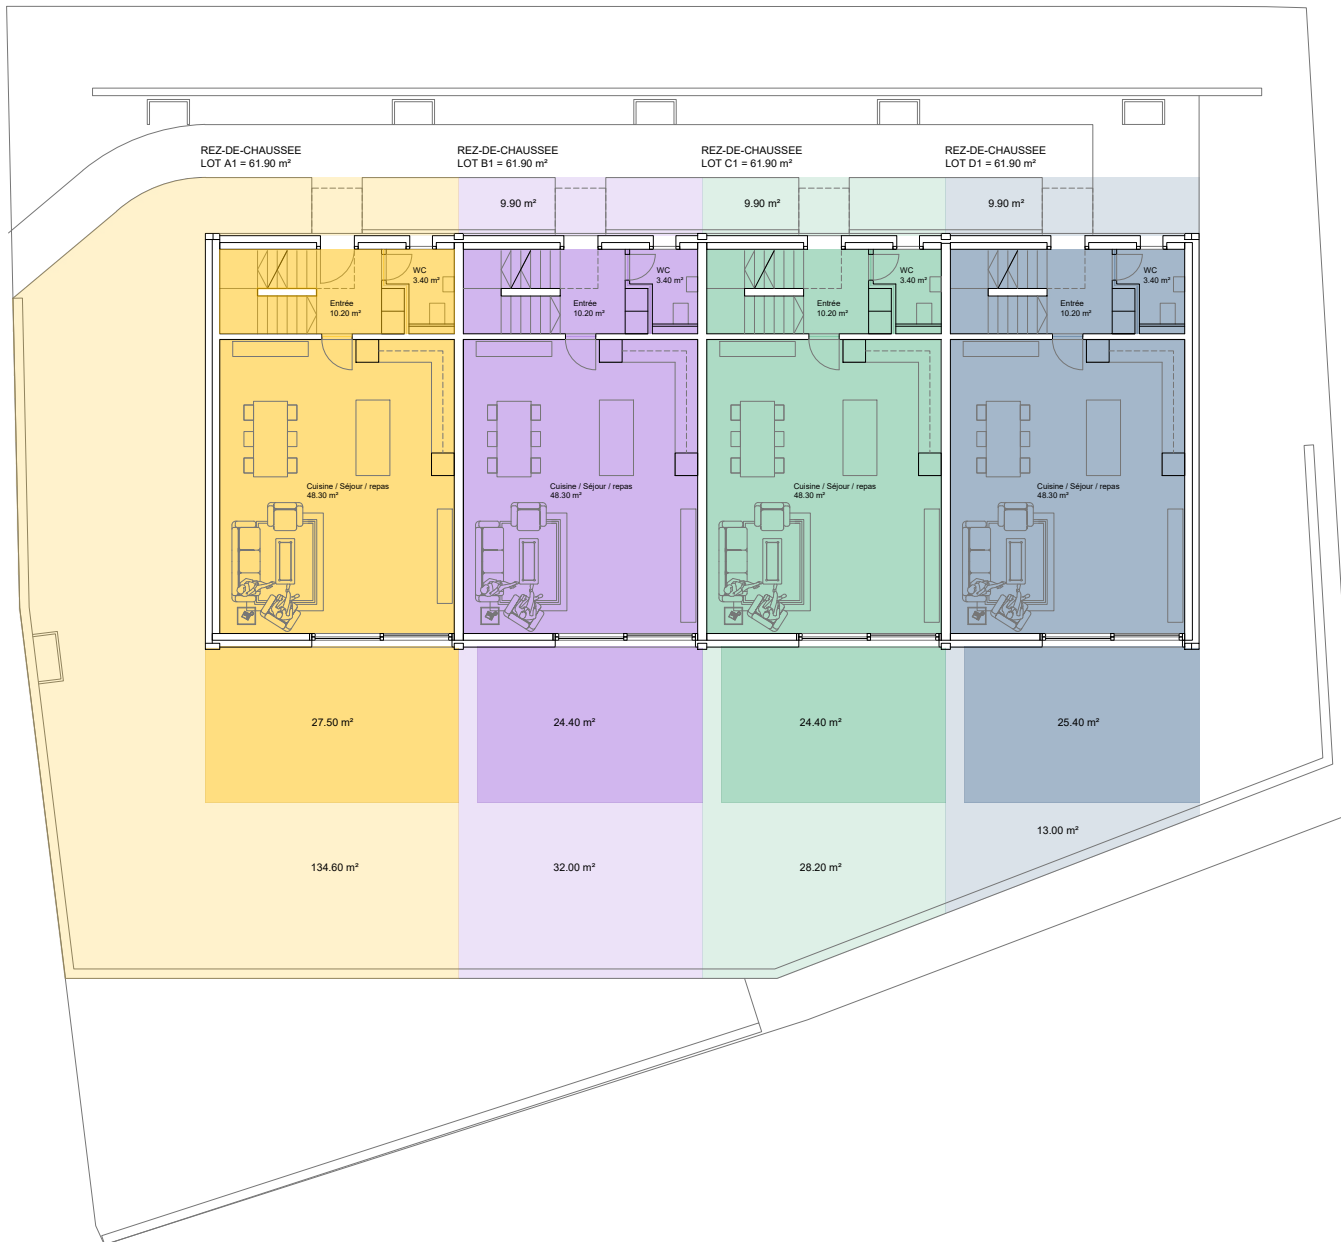 REZ-DE-CHAUSSEE
LOT A1 = 61.90 m²
REZ-DE-CHAUSSEE
LOT B1 = 61.90 m²
REZ-DE-CHAUSSEE
LOT C1 = 61.90 m²
REZ-DE-CHAUSSEE
LOT D1 = 61.90 m²
9.90 m²
9.90 m²
9.90 m²
WC
3.40 m²
Entrée
10.20 m²
WC
3.40 m²
Entrée
10.20 m²
WC
3.40 m²
Entrée
10.20 m²
WC
3.40 m²
Entrée
10.20 m²
Cuisine / Séjour / repas
48.30 m²
Cuisine / Séjour / repas
48.30 m²
Cuisine / Séjour / repas
48.30 m²
Cuisine / Séjour / repas
48.30 m²
27.50 m²
24.40 m²
24.40 m²
25.40 m²
13.00 m²
134.60 m²
32.00 m²
28.20 m²